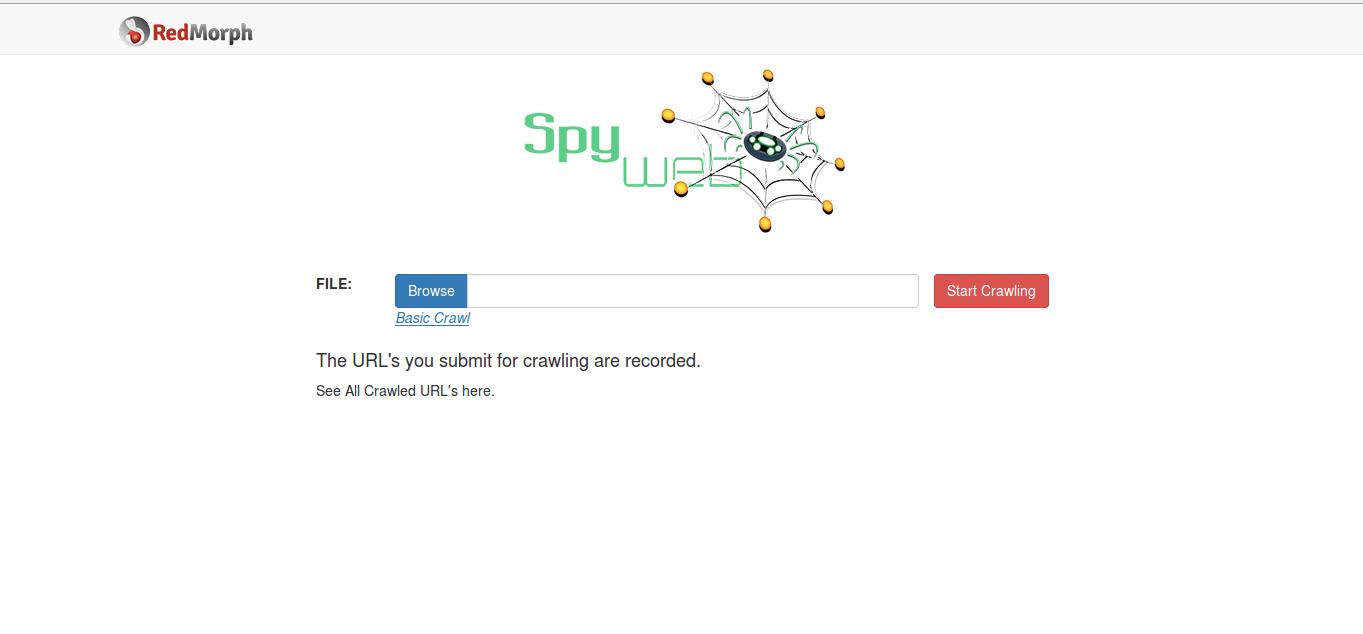 RedMorph
Spy
web
FILE:
Browse
Start Crawling
Basic Crawl
The URL's you submit for crawling are recorded.
See All Crawled URL's here.